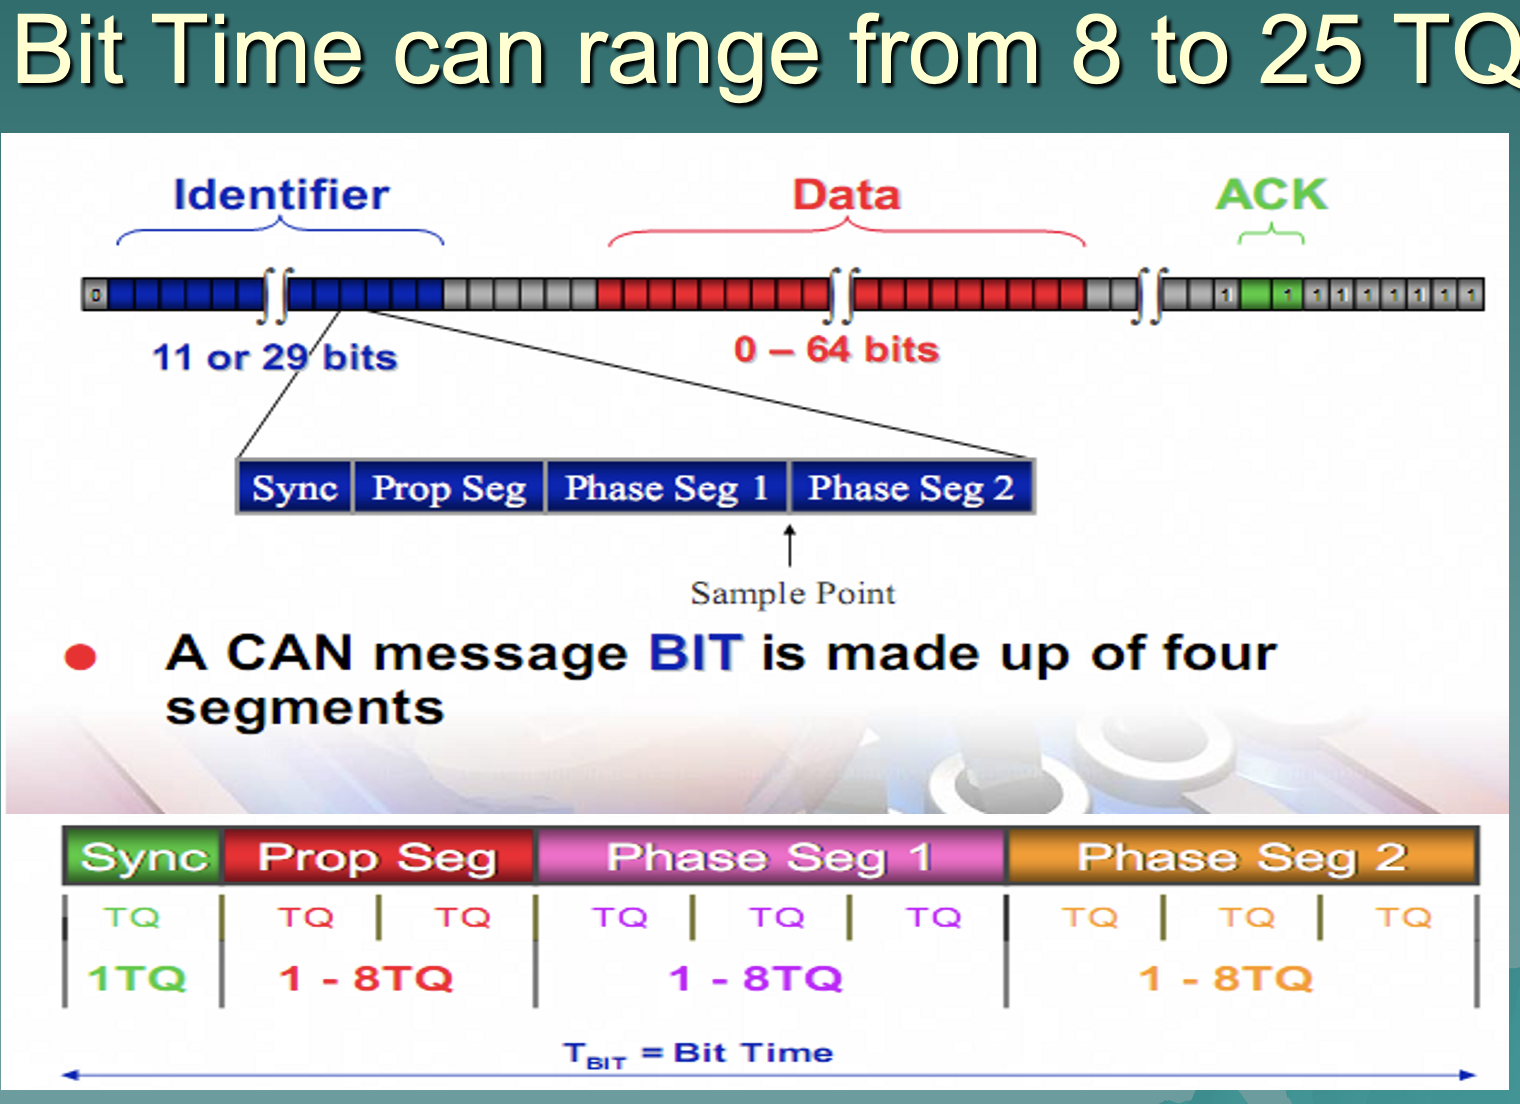 Bit Time can range from 8 to 25 TQ
Identifier Data ACK
0 1 1 1 1 1 1 1 1 1
11 or 29 bits 0 – 64 bits
Sync Prop Seg Phase Seg 1 Phase Seg 2
Sample Point
● A CAN message BIT is made up of four
segments
Sync Prop Seg Phase Seg 1 Phase Seg 2
TQ TQ TQ TQ TQ TQ TQ TQ TQ
1TQ 1 - 8TQ 1 - 8TQ 1 - 8TQ
TBIT = Bit Time